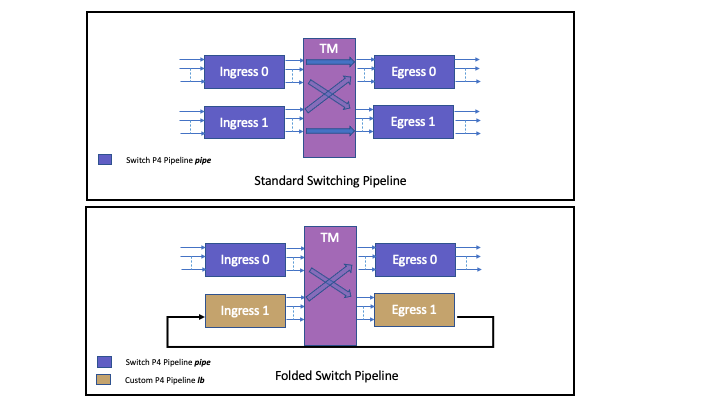 TM
Ingress 0
Egress 0
Ingress 1
Egress 1
Switch P4 Pipeline pipe
Standard Switching Pipeline
TM
Ingress 0
Egress 0
Ingress 1
Egress 1
Switch P4 Pipeline pipe
Custom P4 Pipeline lb
Folded Switch Pipeline